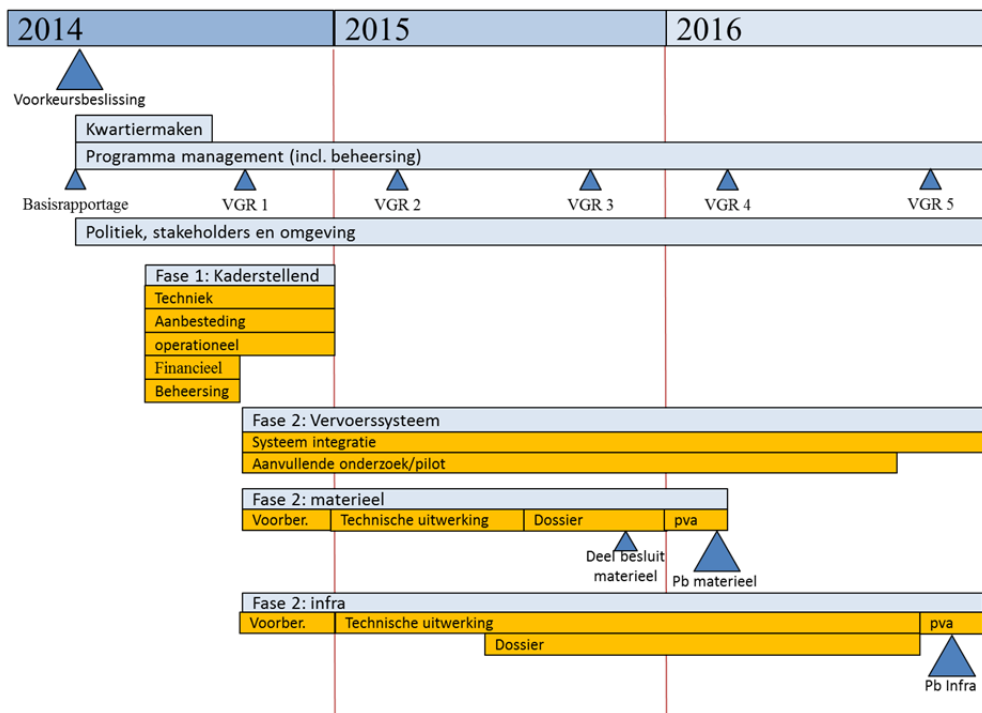 2014 2015 2016
Voorkeursbeslissing
Kwartiermaken
Programma management (incl. beheersing)
Basisrapportage VGR 1 VGR 2 VGR 3 VGR 4 VGR 5
Politiek, stakeholders en omgeving
Fase 1: Kaderstellend
Techniek
Aanbesteding
operationeel
Financieel
Beheersing
Fase 2: Vervoerssysteem
Systeem integratie
Aanvullende onderzoek/pilot
Fase 2: materieel
Voorber. Technische uitwerking Dossier pva
Deel besluit
materieel
Pb materieel
Fase 2: infra
Voorber. Technische uitwerking pva
Dossier
Pb Infra